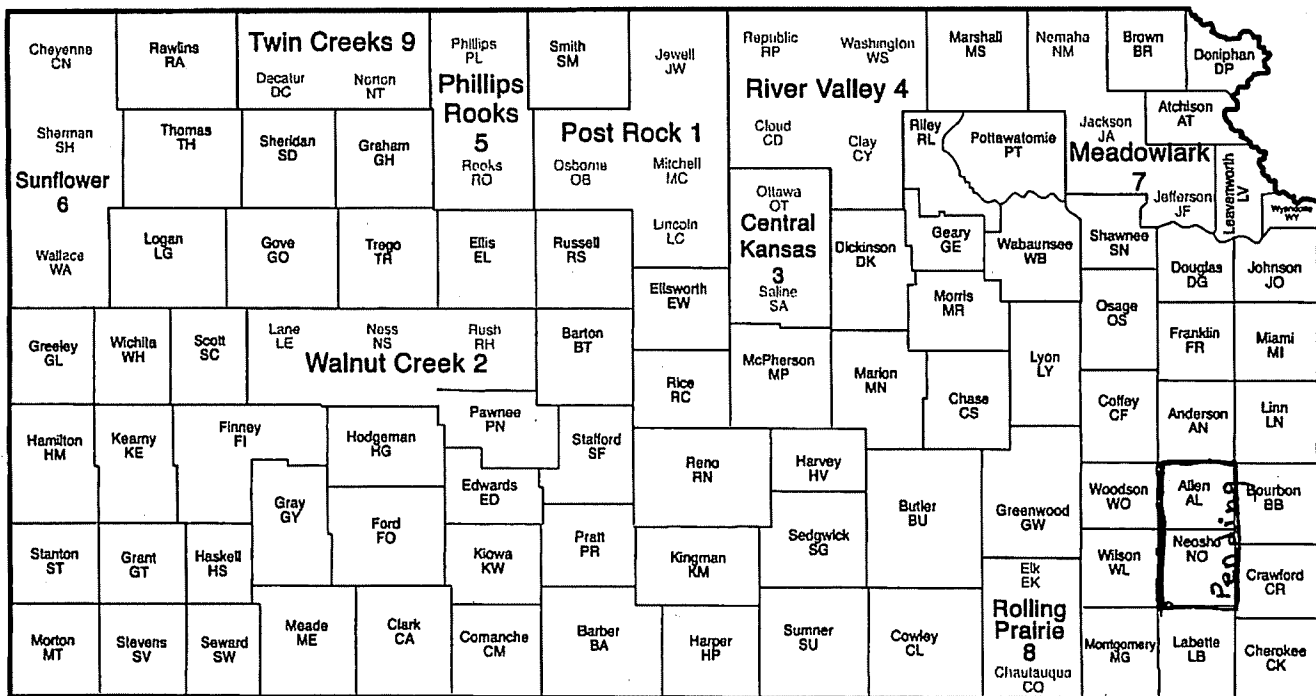 Cheyenne
CN
Rawlins
RA
Twin Creeks 9
Decatur
DC
Norton
NT
Phillips
PL
Phillips
Rooks
5
Rooks
RO
Smith
SM
Jewell
JW
Republic
RP
Washington
WS
River Valley 4
Marshall
MS
Nemaha
NM
Brown
BR
Doniphan
DP
Sherman
SH
Sunflower
6
Thomas
TH
Sheridan
SD
Graham
GH
Post Rock 1
Osborne
OB
Mitchell
MC
Lincoln
LC
Cloud
CD
Clay
CY
Riley
RL
Pottawatomie
PT
Jackson
JA
Atchison
AT
Meadowlark
7
Jefferson
JF
Leavenworth
LV
Wyandotte
WY
Ottawa
OT
Central
Kansas
3
Saline
SA
Wallace
WA
Logan
LG
Gove
GO
Trego
TR
Ellis
EL
Russell
RS
Ellsworth
EW
Dickinson
DK
Geary
GE
Wabaunsee
WB
Shawnee
SN
Douglas
DG
Johnson
JO
Morris
MR
Osage
OS
Greeley
GL
Wichita
WH
Scott
SC
Lane
LE
Ness
NS
Rush
RH
Walnut Creek 2
Barton
BT
Rice
RC
McPherson
MP
Marion
MN
Chase
CS
Lyon
LY
Franklin
FR
Miami
MI
Coffey
CF
Anderson
AN
Linn
LN
Hamilton
HM
Kearny
KE
Finney
FI
Hodgeman
HG
Pawnee
PN
Stafford
SF
Edwards
ED
Gray
GY
Ford
FO
Reno
RN
Harvey
HV
Butler
BU
Greenwood
GW
Woodson
WO
Allen
AL
Bourbon
BB
Pending
Stanton
ST
Grant
GT
Haskell
HS
Kiowa
KW
Pratt
PR
Kingman
KM
Sedgwick
SG
Elk
EK
Rolling
Prairie
8
Chautauqua
CQ
Wilson
WL
Neosho
NO
Crawford
CR
Morton
MT
Stevens
SV
Seward
SW
Meade
ME
Clark
CA
Comanche
CM
Barber
BA
Harper
HP
Sumner
SU
Cowley
CL
Montgomery
MG
Labette
LB
Cherokee
CK